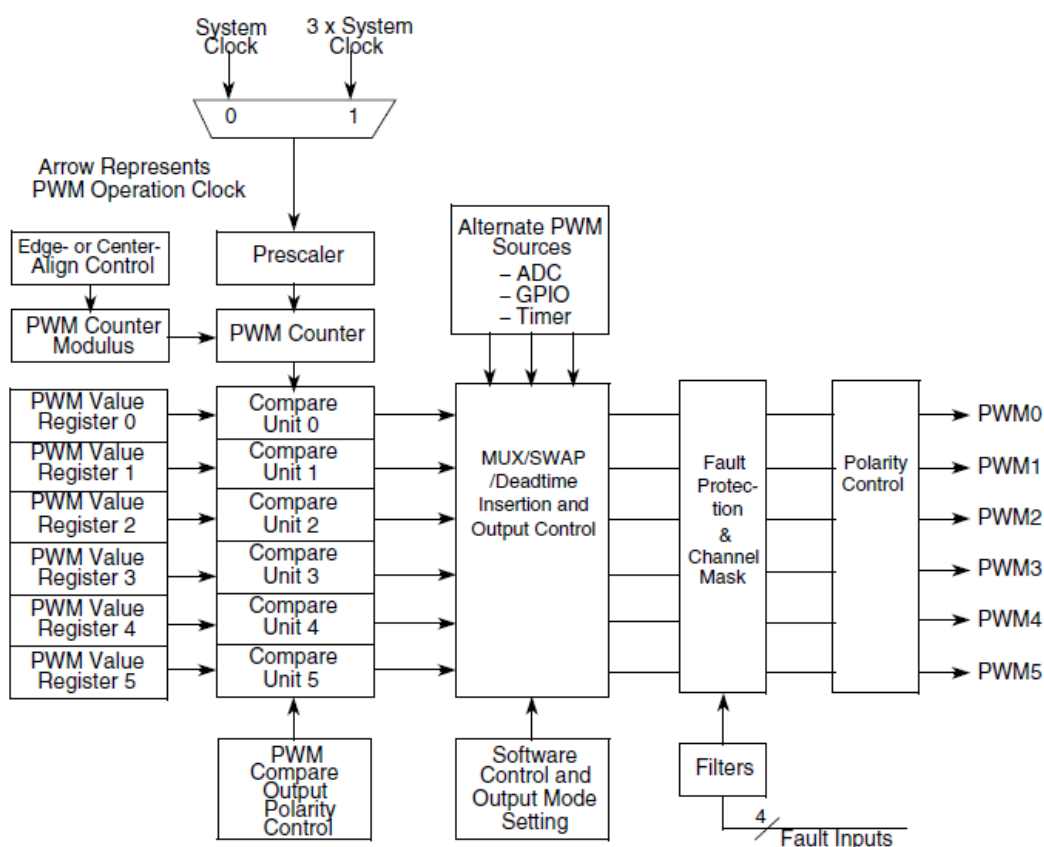 System
Clock
3 x System
Clock
0
1
Arrow Represents
PWM Operation Clock
Edge- or Center-
Align Control
Prescaler
Alternate PWM
Sources
– ADC
– GPIO
– Timer
PWM Counter
Modulus
PWM Counter
PWM Value
Register 0
Compare
Unit 0
PWM0
PWM Value
Register 1
Compare
Unit 1
PWM1
PWM Value
Register 2
Compare
Unit 2
PWM2
PWM Value
Register 3
Compare
Unit 3
PWM3
PWM Value
Register 4
Compare
Unit 4
PWM4
PWM Value
Register 5
Compare
Unit 5
PWM5
MUX/SWAP
/Deadtime
Insertion and
Output Control
Fault
Protec-
tion
&
Channel
Mask
Polarity
Control
PWM
Compare
Output
Polarity
Control
Software
Control and
Output Mode
Setting
Filters
4
Fault Inputs